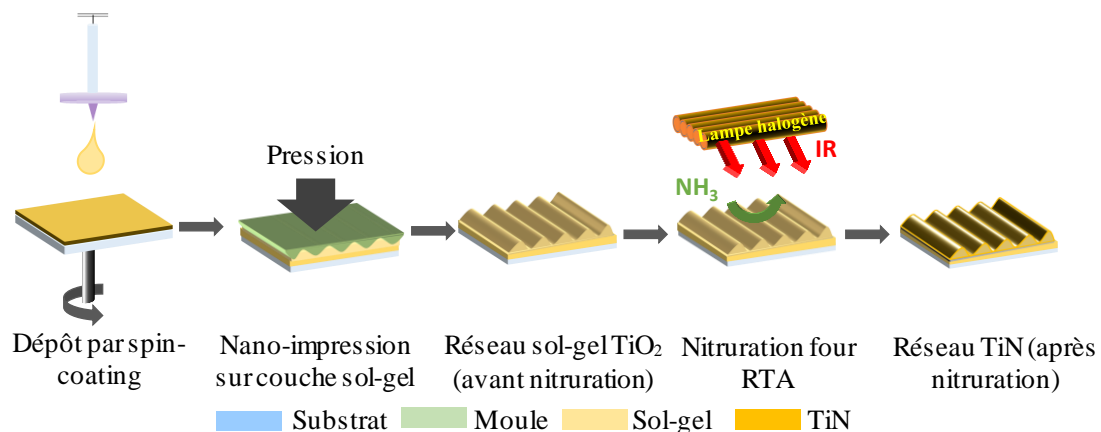 Lampe halogène
IR
Pression
NH₃
Dépôt par spin-
coating
Nano-impression
sur couche sol-gel
Réseau sol-gel TiO₂
(avant nitruration)
Nitruration four
RTA
Réseau TiN (après
nitruration)
Substrat Moule Sol-gel TiN